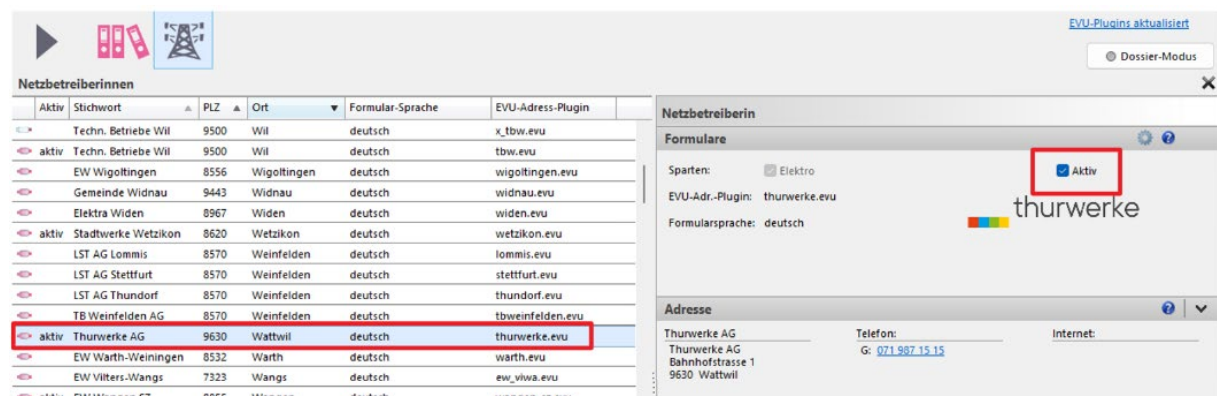 EVU-Plugins aktualisiert
Dossier-Modus
Netzbetreiberinnen
Aktiv Stichwort PLZ Ort Formular-Sprache EVU-Adress-Plugin
Techn. Betriebe Wil 9500 Wil deutsch x_tbw.evu
aktiv Techn. Betriebe Wil 9500 Wil deutsch tbw.evu
EW Wigoltingen 8556 Wigoltingen deutsch wigoltingen.evu
Gemeinde Widnau 9443 Widnau deutsch widnau.evu
Elektra Widen 8967 Widen deutsch widen.evu
aktiv Stadtwerke Wetzikon 8620 Wetzikon deutsch wetzikon.evu
LST AG Lommis 8570 Weinfelden deutsch lommis.evu
LST AG Stettfurt 8570 Weinfelden deutsch stettfurt.evu
LST AG Thundorf 8570 Weinfelden deutsch thundorf.evu
TB Weinfelden AG 8570 Weinfelden deutsch tbweinfelden.evu
aktiv Thurwerke AG 9630 Wattwil deutsch thurwerke.evu
EW Warth-Weiningen 8532 Warth deutsch warth.evu
EW Vilters-Wangs 7323 Wangs deutsch ew_viwa.evu
Netzbetreiberin
Formulare
Sparten: Elektro Aktiv
EVU-Adr.-Plugin: thurwerke.evu
thurwerke
Formularsprache: deutsch
Adresse
Thurwerke AG Telefon: Internet:
Thurwerke AG G: 071 987 15 15
Bahnhofstrasse 1
9630 Wattwil